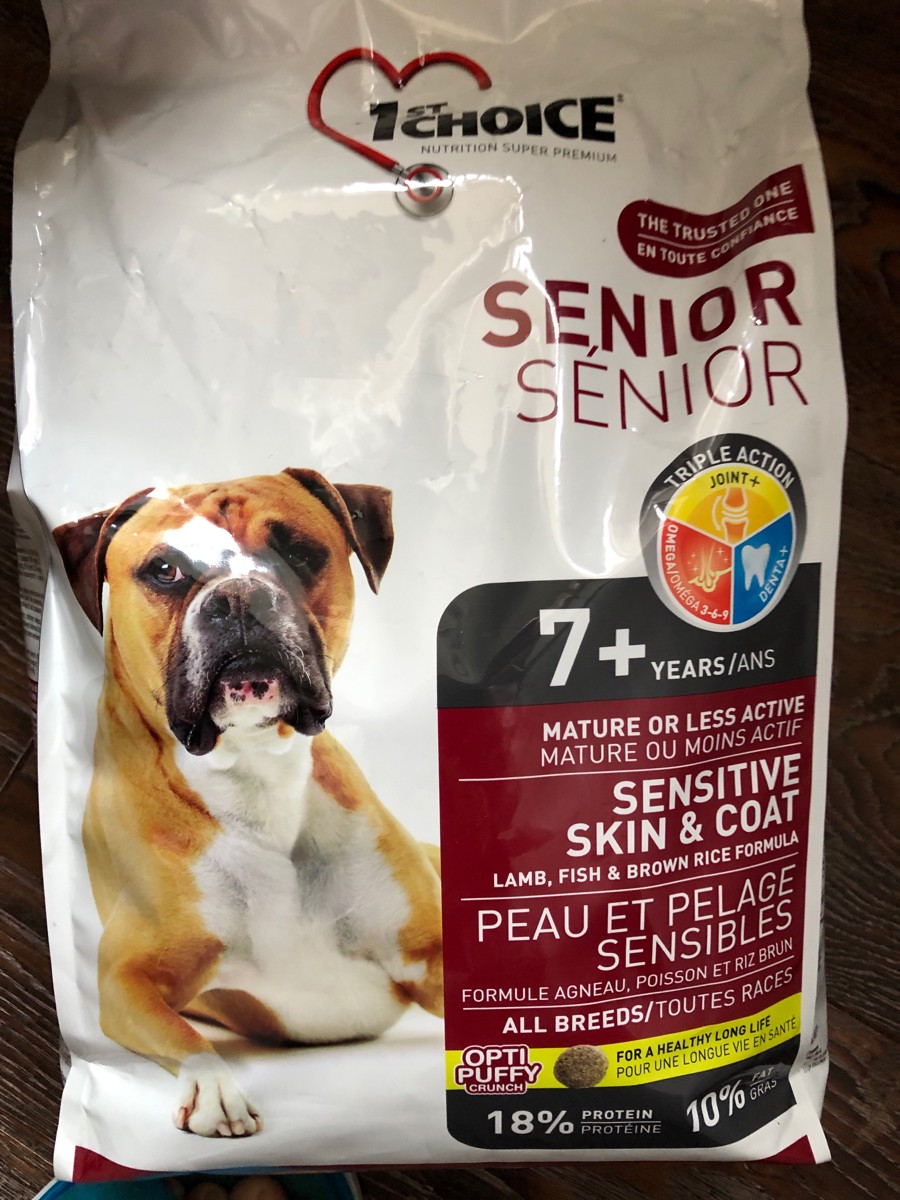 1ST CHOICE
NUTRITION SUPER PREMIUM
THE TRUSTED ONE
EN TOUTE CONFIANCE
SENIOR
SÉNIOR
TRIPLE ACTION
JOINT+
OMEGA/OMÉGA 3-6-9
DENTA+
7+ YEARS/ANS
MATURE OR LESS ACTIVE
MATURE OU MOINS ACTIF
SENSITIVE
SKIN & COAT
LAMB, FISH & BROWN RICE FORMULA
PEAU ET PELAGE
SENSIBLES
FORMULE AGNEAU, POISSON ET RIZ BRUN
ALL BREEDS/TOUTES RACES
OPTI
PUFFY
CRUNCH
FOR A HEALTHY LONG LIFE
POUR UNE LONGUE VIE EN SANTÉ
18% PROTEIN
PROTÉINE
10% FAT
GRAS